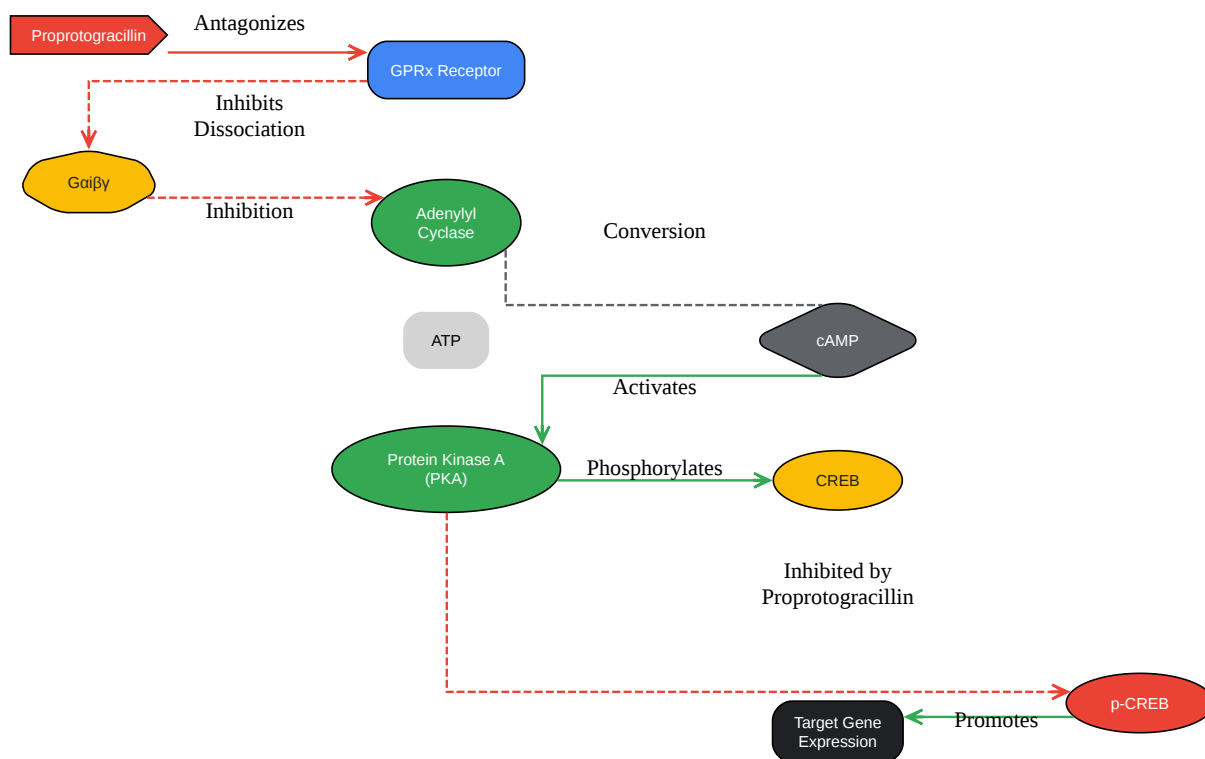 Proprotogracillin
Antagonizes
GPRx Receptor
Inhibits
Dissociation
Gαiβγ
Inhibition
Adenylyl
Cyclase
Conversion
ATP
cAMP
Activates
Protein Kinase A
(PKA)
Phosphorylates
CREB
Inhibited by
Proprotogracillin
p-CREB
Promotes
Target Gene
Expression